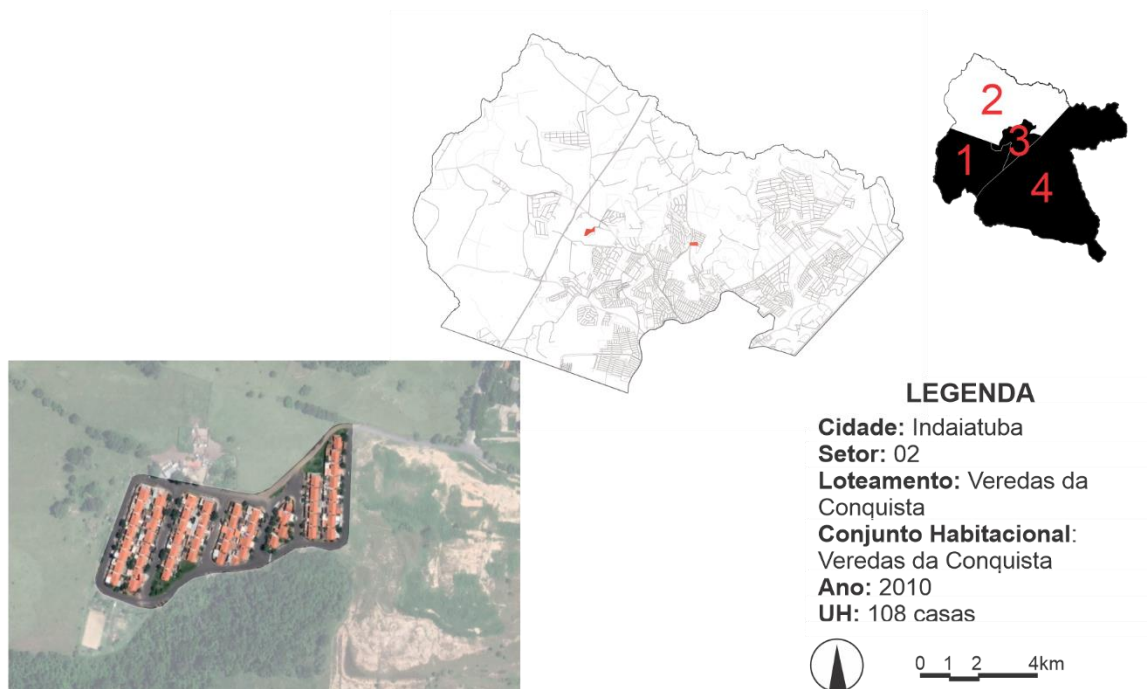 2
3
1
4
LEGENDA
Cidade: Indaiatuba
Setor: 02
Loteamento: Veredas da
Conquista
Conjunto Habitacional:
Veredas da Conquista
Ano: 2010
UH: 108 casas
0 1 2 4km